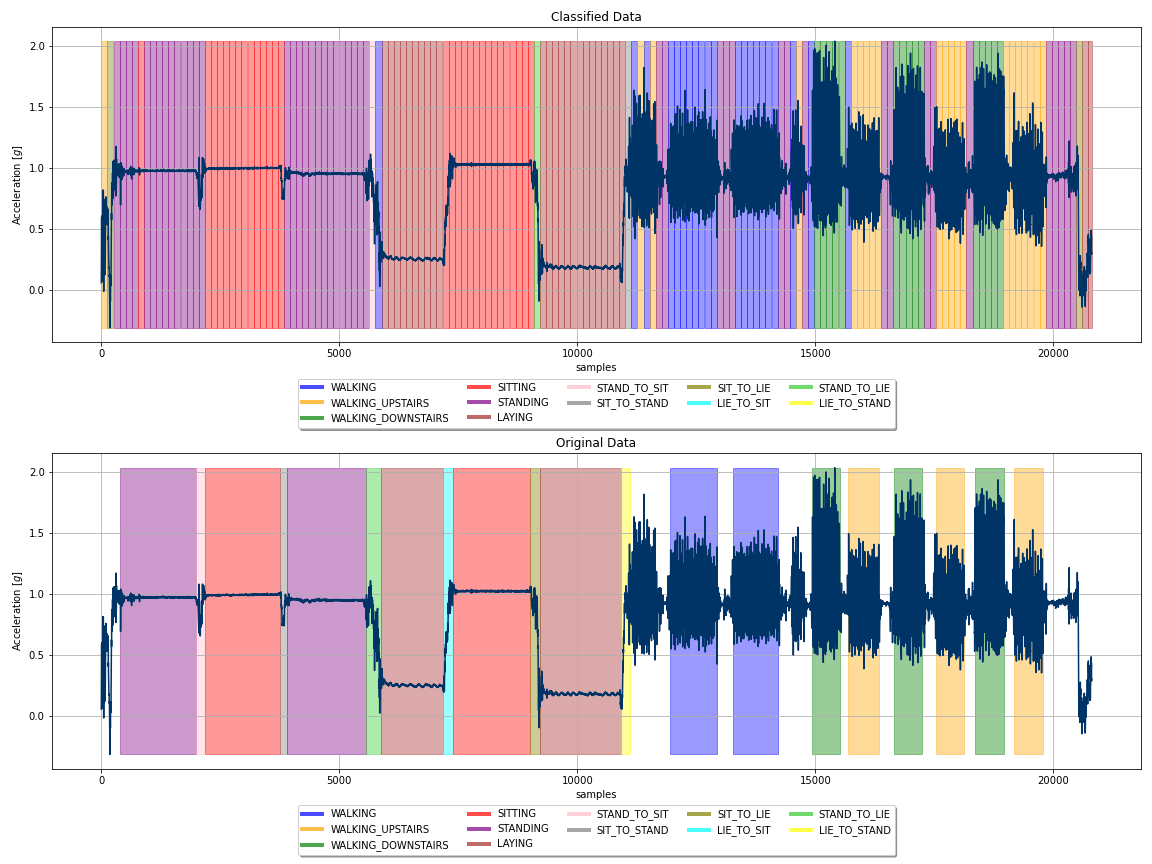 Classified Data
2.0
1.5
1.0
0.5
0.0
Acceleration [g]
0 5000 10000 15000 20000
samples
WALKING SITTING STAND_TO_SIT SIT_TO_LIE STAND_TO_LIE
WALKING_UPSTAIRS STANDING SIT_TO_STAND LIE_TO_SIT LIE_TO_STAND
WALKING_DOWNSTAIRS LAYING
Original Data
2.0
1.5
1.0
0.5
0.0
Acceleration [g]
0 5000 10000 15000 20000
samples
WALKING SITTING STAND_TO_SIT SIT_TO_LIE STAND_TO_LIE
WALKING_UPSTAIRS STANDING SIT_TO_STAND LIE_TO_SIT LIE_TO_STAND
WALKING_DOWNSTAIRS LAYING